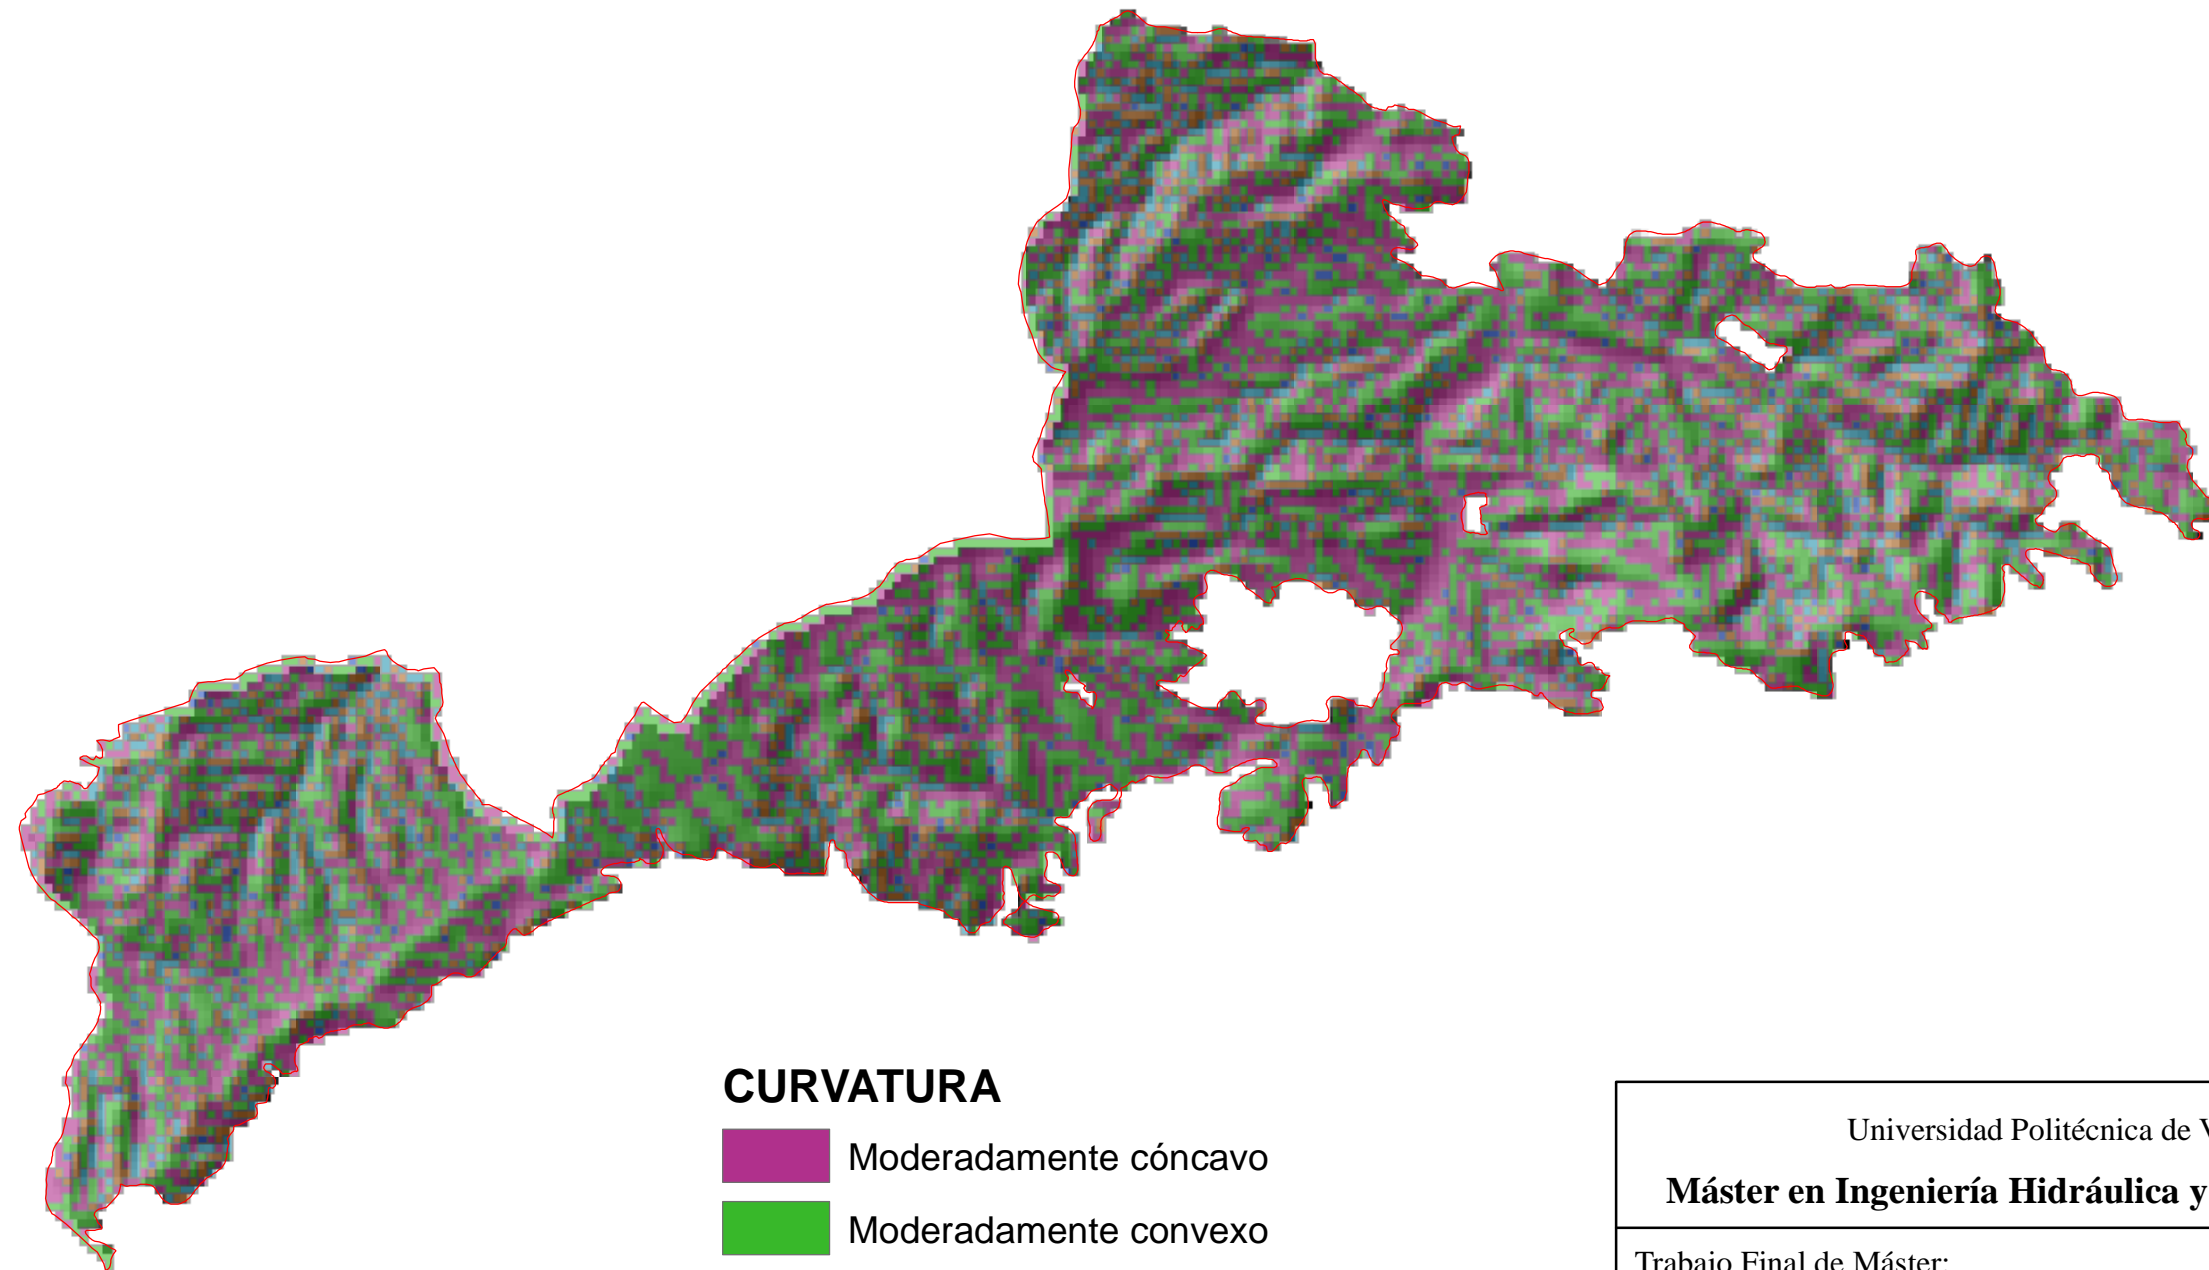 CURVATURA
Moderadamente cóncavo
Moderadamente convexo
Universidad Politécnica de
Máster en Ingeniería Hidráulica y
Trabajo Final de Máster: